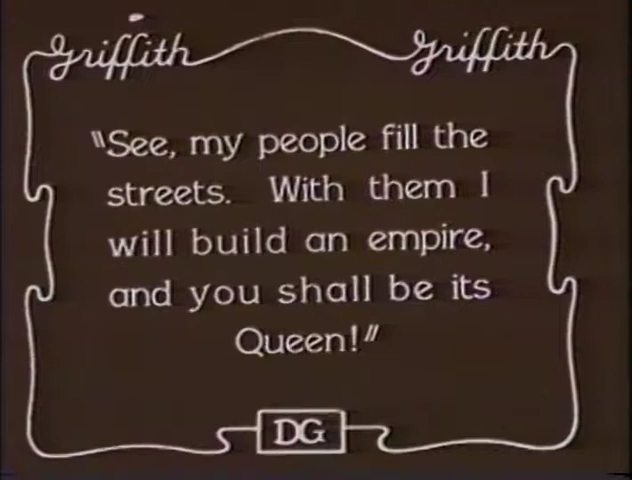 Griffith Griffith
"See, my people fill the
streets. With them I
will build an empire,
and you shall be its
Queen!"
DG